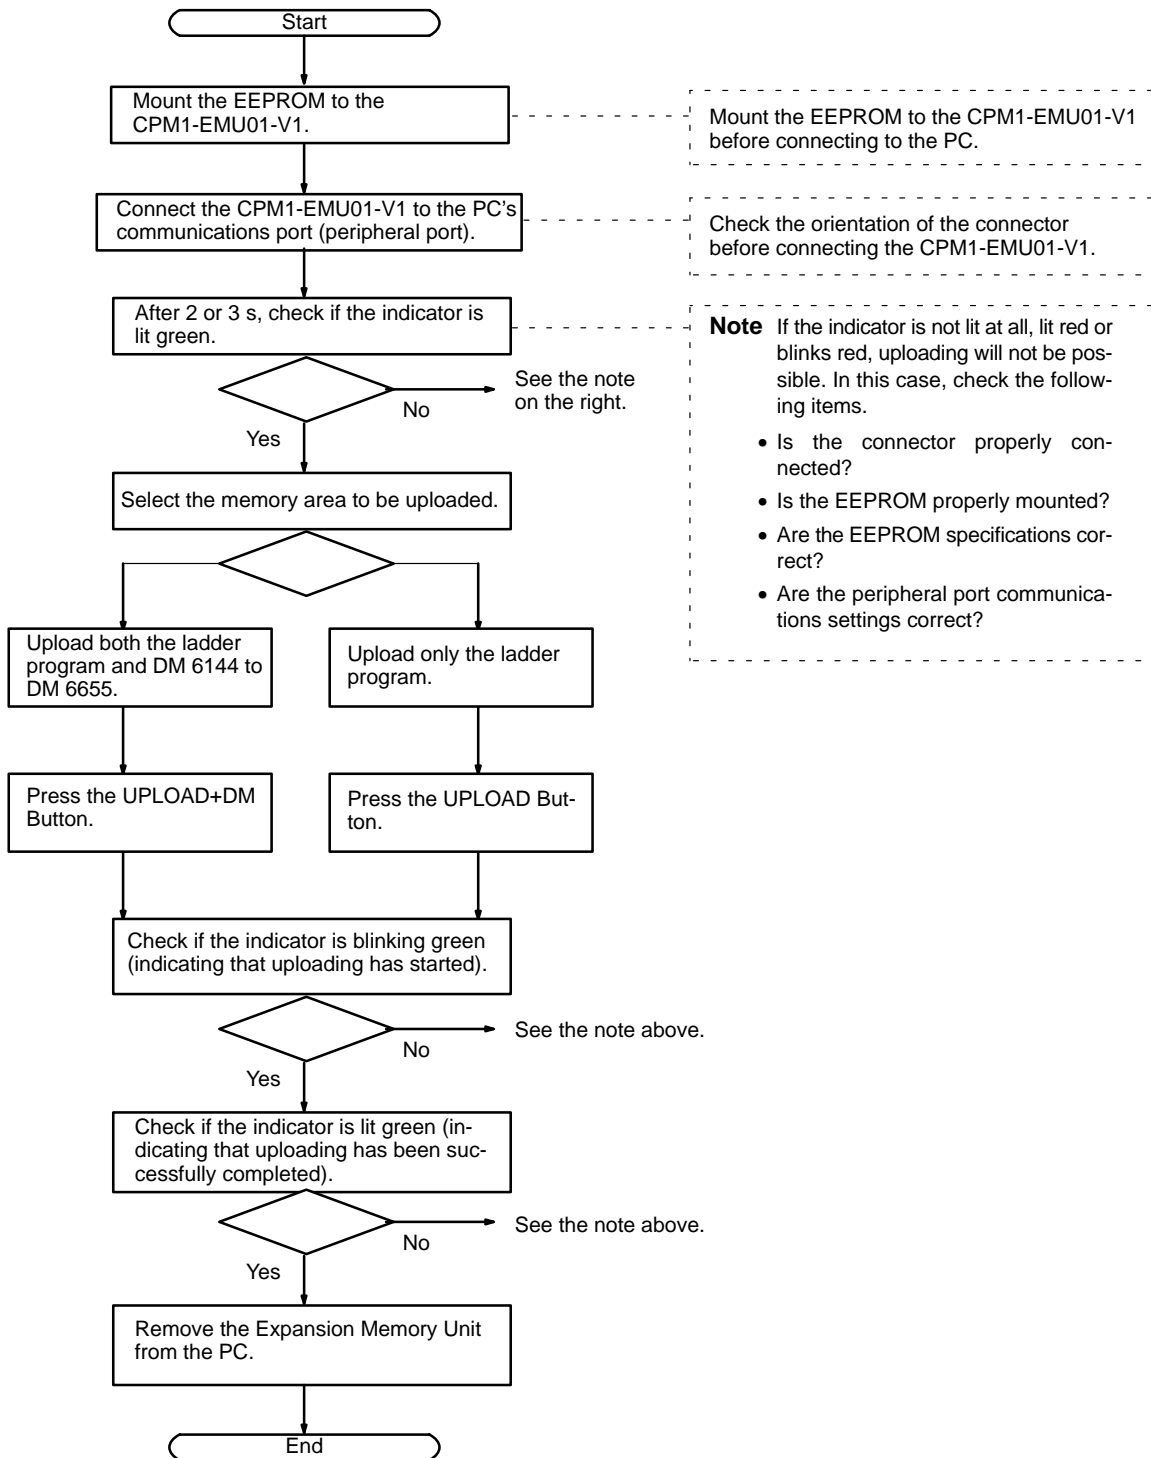 Start
Mount the EEPROM to the
CPM1-EMU01-V1.
Mount the EEPROM to the CPM1-EMU01-V1
before connecting to the PC.
Connect the CPM1-EMU01-V1 to the PC's
communications port (peripheral port).
Check the orientation of the connector
before connecting the CPM1-EMU01-V1.
After 2 or 3 s, check if the indicator is
lit green.
Note If the indicator is not lit at all, lit red or
blinks red, uploading will not be pos-
sible. In this case, check the follow-
ing items.
• Is the connector properly con-
nected?
• Is the EEPROM properly mounted?
• Are the EEPROM specifications cor-
rect?
• Are the peripheral port communica-
tions settings correct?
No
See the note
on the right.
Yes
Select the memory area to be uploaded.
Upload both the ladder
program and DM 6144 to
DM 6655.
Upload only the ladder
program.
Press the UPLOAD+DM
Button.
Press the UPLOAD But-
ton.
Check if the indicator is blinking green
(indicating that uploading has started).
No
See the note above.
Yes
Check if the indicator is lit green (in-
dicating that uploading has been suc-
cessfully completed).
No
See the note above.
Yes
Remove the Expansion Memory Unit
from the PC.
End